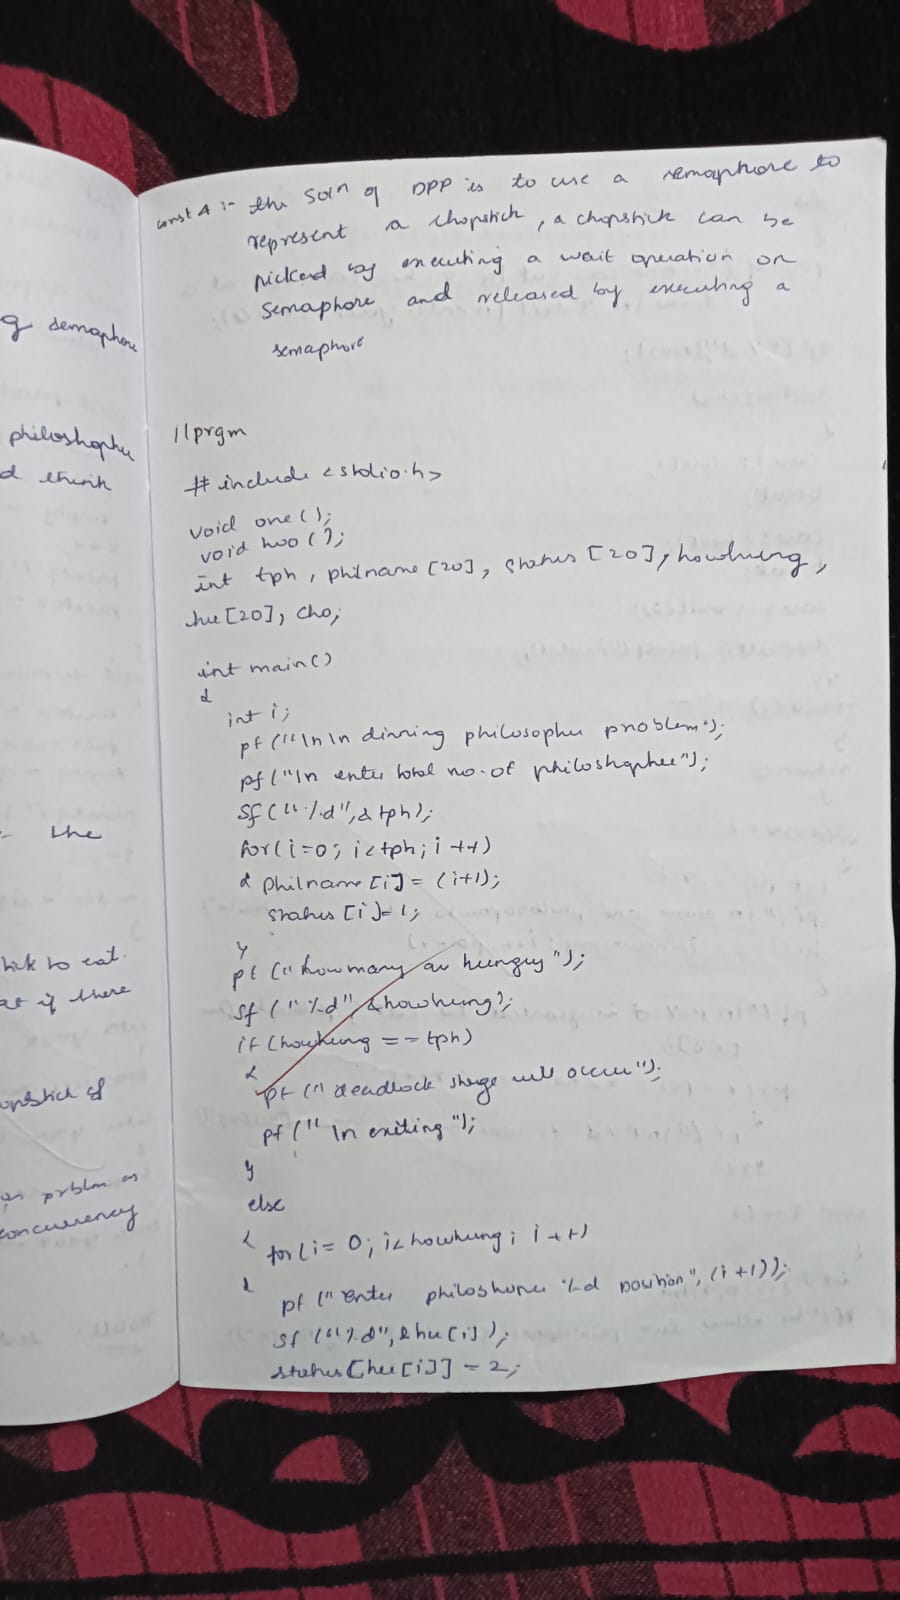 g semaphore
philoshophe
d think
the
hick to eat.
at if there
opstick of
an prblm as
concurrency
const 4 :- the soln of DPP is to use a semaphore to
represent a chopstick, a chopstick can be
picked by executing a wait operation on
semaphore and released by executing a
semaphore
//prgm
# include <stdio.h>
void one();
void two();
int tph, philname[20], status[20], howhung,
hu[20], cho;
int main()
{
int i;
pf("\n\n dinning philosopher problem");
pf("\n enter total no. of philoshopher");
sf("%d",&tph);
for(i=0; i<tph; i++)
{ philname[i] = (i+1);
status[i]=1;
}
pf("how many are hungry");
sf("%d", &howhung);
if(howhung == tph)
{
pf("deadlock stage will occur");
pf("\n exiting");
}
else
{ for(i=0; i<howhung; i++)
{
pf("enter philoshoper %d position", (i+1));
sf("%d", &hu[i]);
status[hu[i]] = 2;